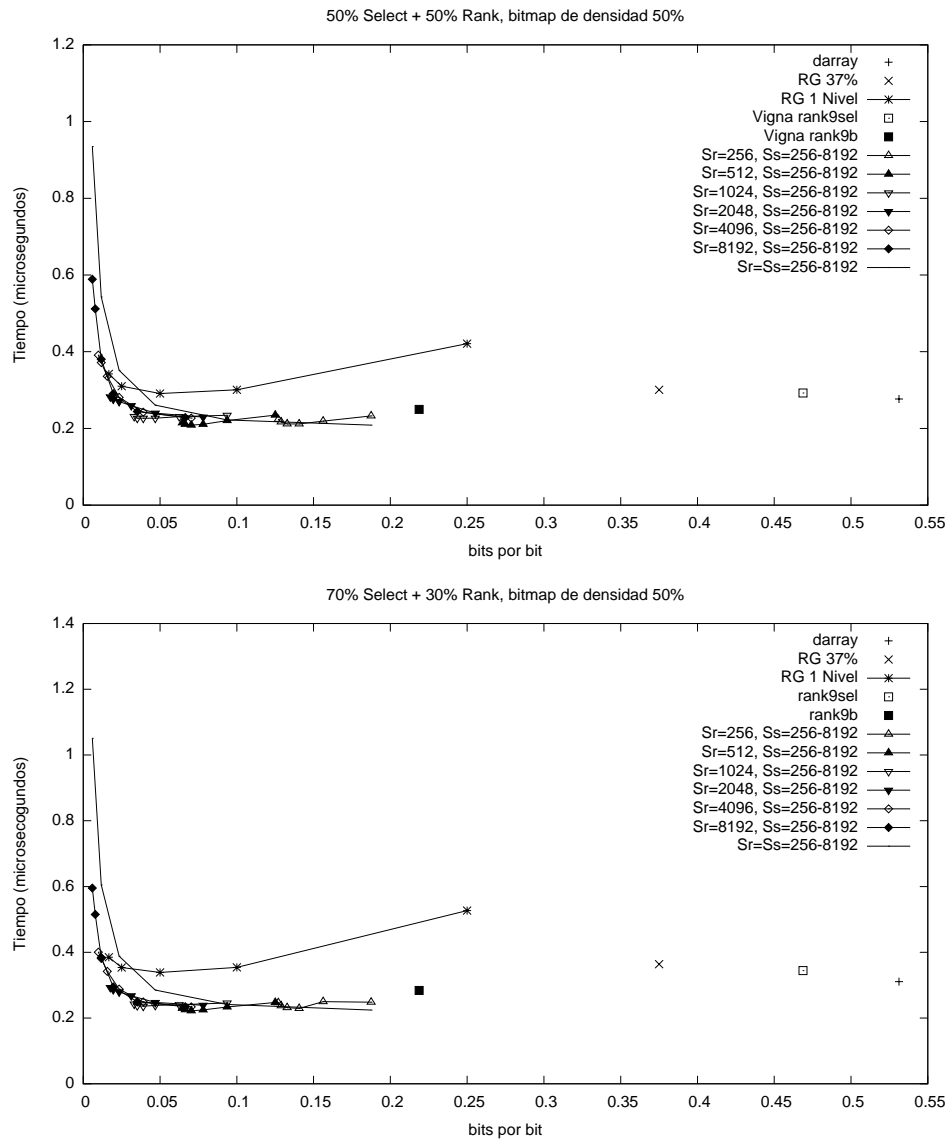 50% Select + 50% Rank, bitmap de densidad 50%
1.2
1
0.8
0.6
0.4
0.2
0
Tiempo (microsegundos)
darray
RG 37%
RG 1 Nivel
Vigna rank9sel
Vigna rank9b
Sr=256, Ss=256-8192
Sr=512, Ss=256-8192
Sr=1024, Ss=256-8192
Sr=2048, Ss=256-8192
Sr=4096, Ss=256-8192
Sr=8192, Ss=256-8192
Sr=Ss=256-8192
0 0.05 0.1 0.15 0.2 0.25 0.3 0.35 0.4 0.45 0.5 0.55
bits por bit
70% Select + 30% Rank, bitmap de densidad 50%
1.4
1.2
1
0.8
0.6
0.4
0.2
0
Tiempo (microsecogundos)
darray
RG 37%
RG 1 Nivel
rank9sel
rank9b
Sr=256, Ss=256-8192
Sr=512, Ss=256-8192
Sr=1024, Ss=256-8192
Sr=2048, Ss=256-8192
Sr=4096, Ss=256-8192
Sr=8192, Ss=256-8192
Sr=Ss=256-8192
0 0.05 0.1 0.15 0.2 0.25 0.3 0.35 0.4 0.45 0.5 0.55
bits por bit